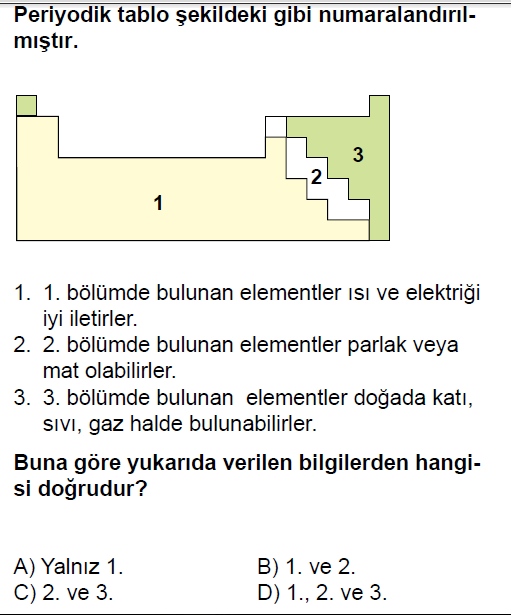 Periyodik tablo şekildeki gibi numaralandırıl-
mıştır.
3
2
1
1. 1. bölümde bulunan elementler ısı ve elektriği
iyi iletirler.
2. 2. bölümde bulunan elementler parlak veya
mat olabilirler.
3. 3. bölümde bulunan elementler doğada katı,
sıvı, gaz halde bulunabilirler.
Buna göre yukarıda verilen bilgilerden hangi-
si doğrudur?
A) Yalnız 1. B) 1. ve 2.
C) 2. ve 3. D) 1., 2. ve 3.